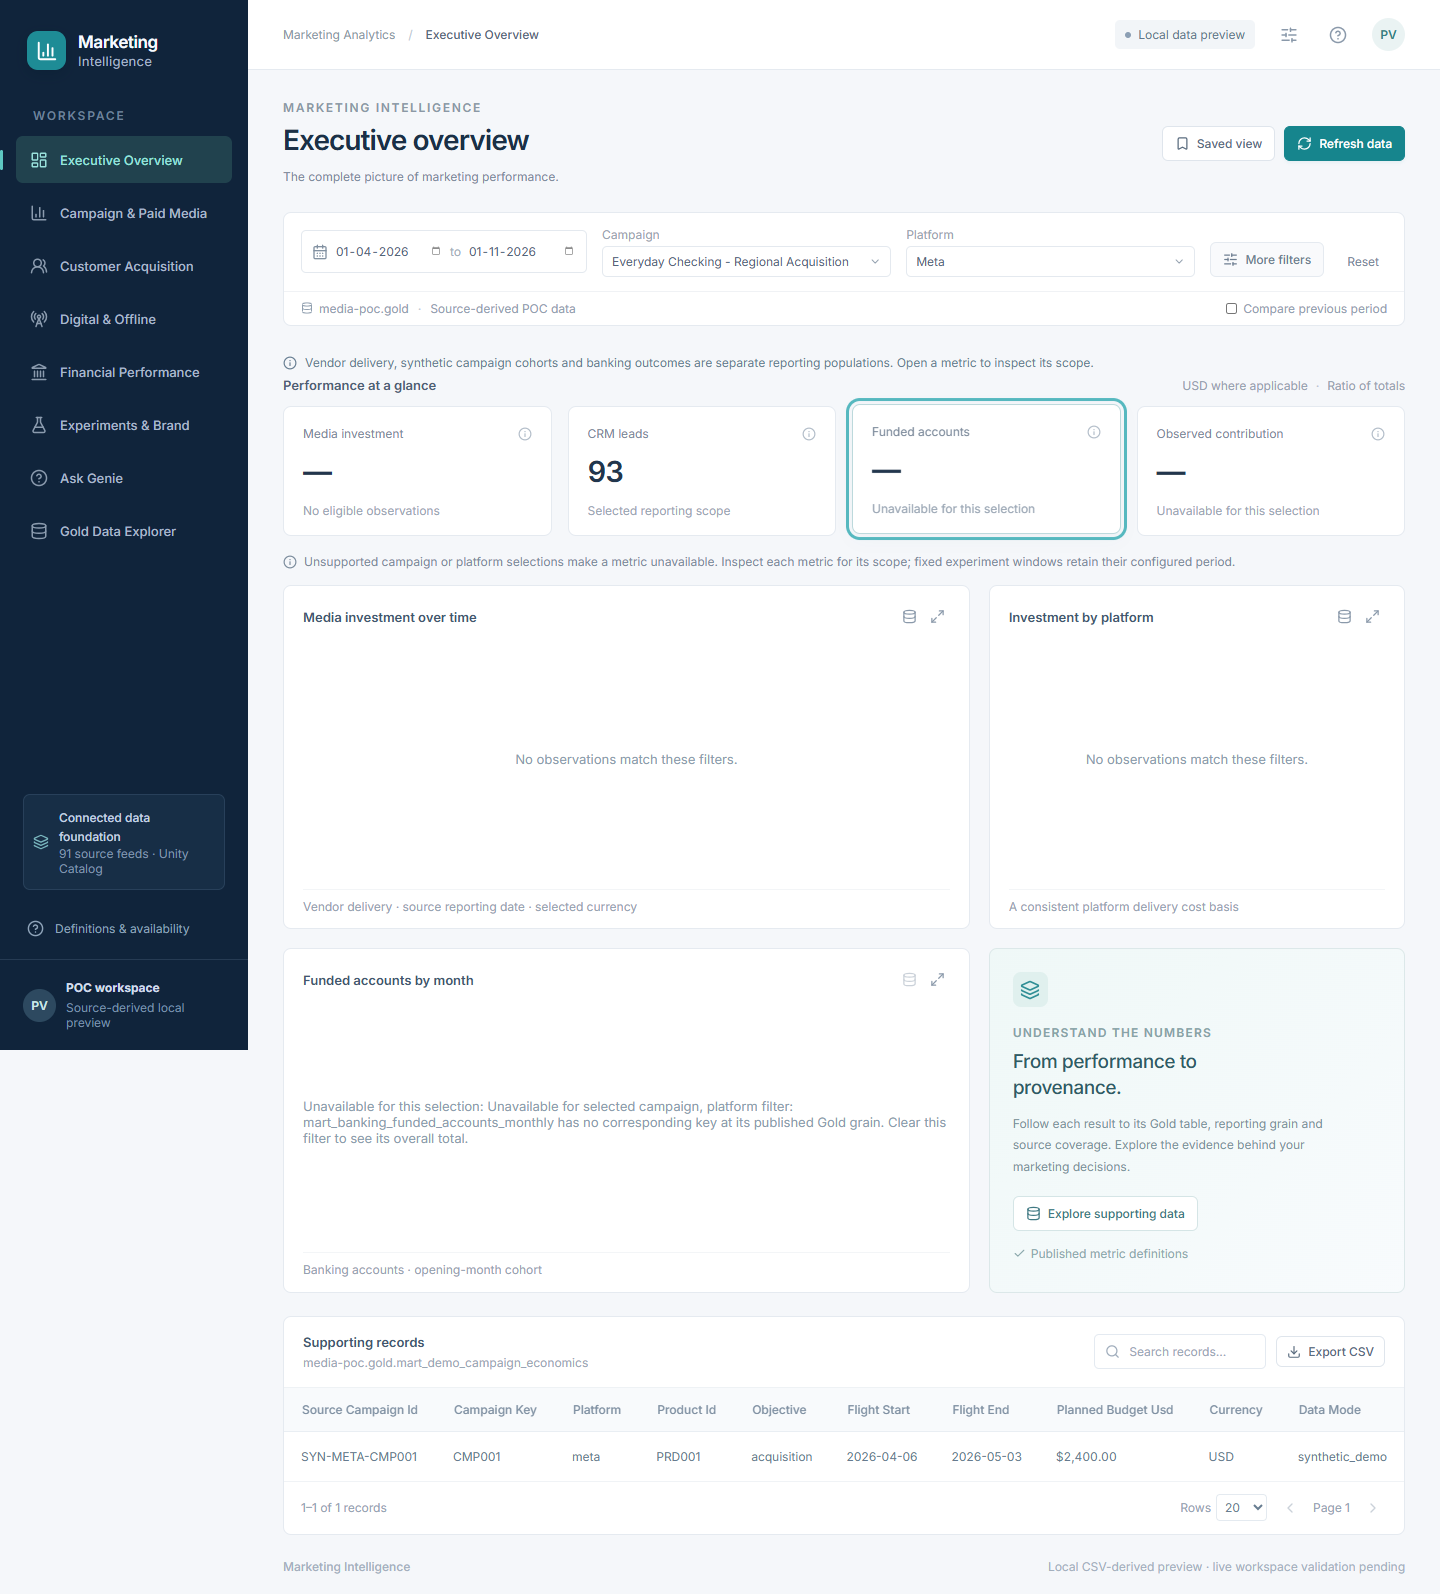 Marketing
Intelligence
WORKSPACE
Executive Overview
Campaign & Paid Media
Customer Acquisition
Digital & Offline
Financial Performance
Experiments & Brand
Ask Genie
Gold Data Explorer
Connected data
foundation
91 source feeds · Unity
Catalog
Definitions & availability
PV
POC workspace
Source-derived local
preview
Marketing Analytics / Executive Overview
Local data preview
PV
MARKETING INTELLIGENCE
Executive overview
The complete picture of marketing performance.
Saved view
Refresh data
01-04-2026 to 01-11-2026
Campaign
Everyday Checking - Regional Acquisition
Platform
Meta
More filters
Reset
media-poc.gold · Source-derived POC data
Compare previous period
Vendor delivery, synthetic campaign cohorts and banking outcomes are separate reporting populations. Open a metric to inspect its scope.
Performance at a glance
USD where applicable · Ratio of totals
Media investment
—
No eligible observations
CRM leads
93
Selected reporting scope
Funded accounts
—
Unavailable for this selection
Observed contribution
—
Unavailable for this selection
Unsupported campaign or platform selections make a metric unavailable. Inspect each metric for its scope; fixed experiment windows retain their configured period.
Media investment over time
No observations match these filters.
Vendor delivery · source reporting date · selected currency
Investment by platform
No observations match these filters.
A consistent platform delivery cost basis
Funded accounts by month
Unavailable for this selection: Unavailable for selected campaign, platform filter:
mart_banking_funded_accounts_monthly has no corresponding key at its published Gold grain. Clear this
filter to see its overall total.
Banking accounts · opening-month cohort
UNDERSTAND THE NUMBERS
From performance to
provenance.
Follow each result to its Gold table, reporting grain and
source coverage. Explore the evidence behind your
marketing decisions.
Explore supporting data
Published metric definitions
Supporting records
media-poc.gold.mart_demo_campaign_economics
Search records...
Export CSV
Source Campaign Id Campaign Key Platform Product Id Objective Flight Start Flight End Planned Budget Usd Currency Data Mode
SYN-META-CMP001 CMP001 meta PRD001 acquisition 2026-04-06 2026-05-03 $2,400.00 USD synthetic_demo
1–1 of 1 records
Rows 20 Page 1
Marketing Intelligence
Local CSV-derived preview · live workspace validation pending